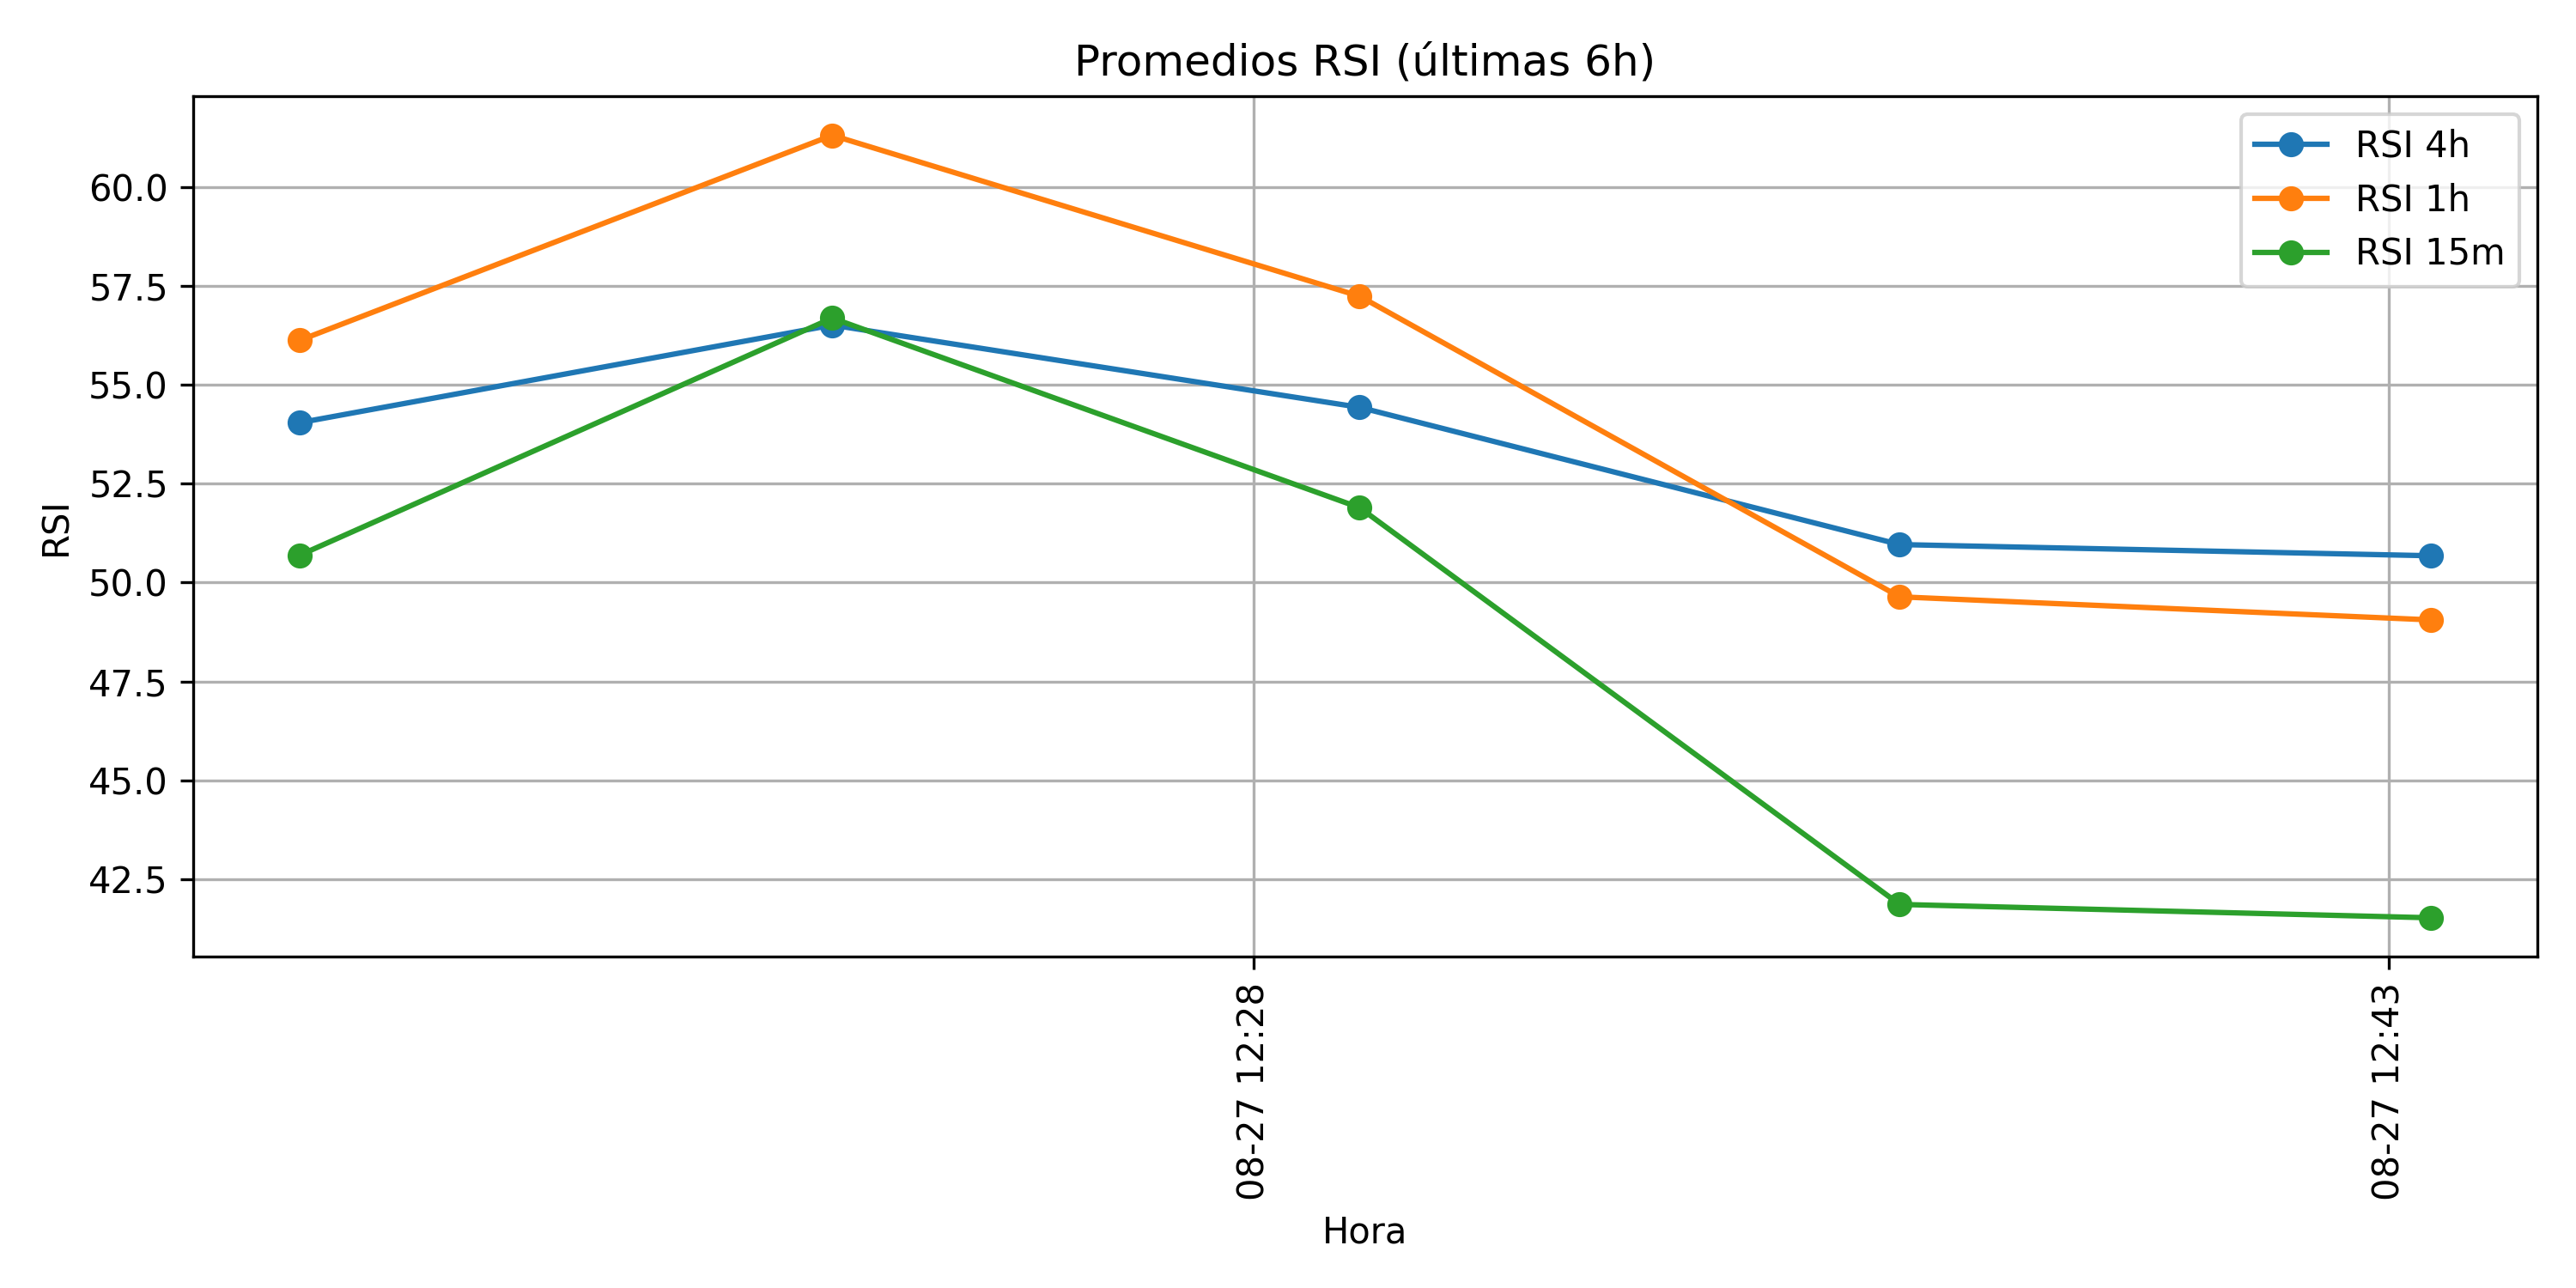 Promedios RSI (últimas 6h)
RSI 4h
RSI 1h
RSI 15m
60.0
57.5
55.0
52.5
50.0
47.5
45.0
42.5
RSI
08-27 12:28
08-27 12:43
Hora